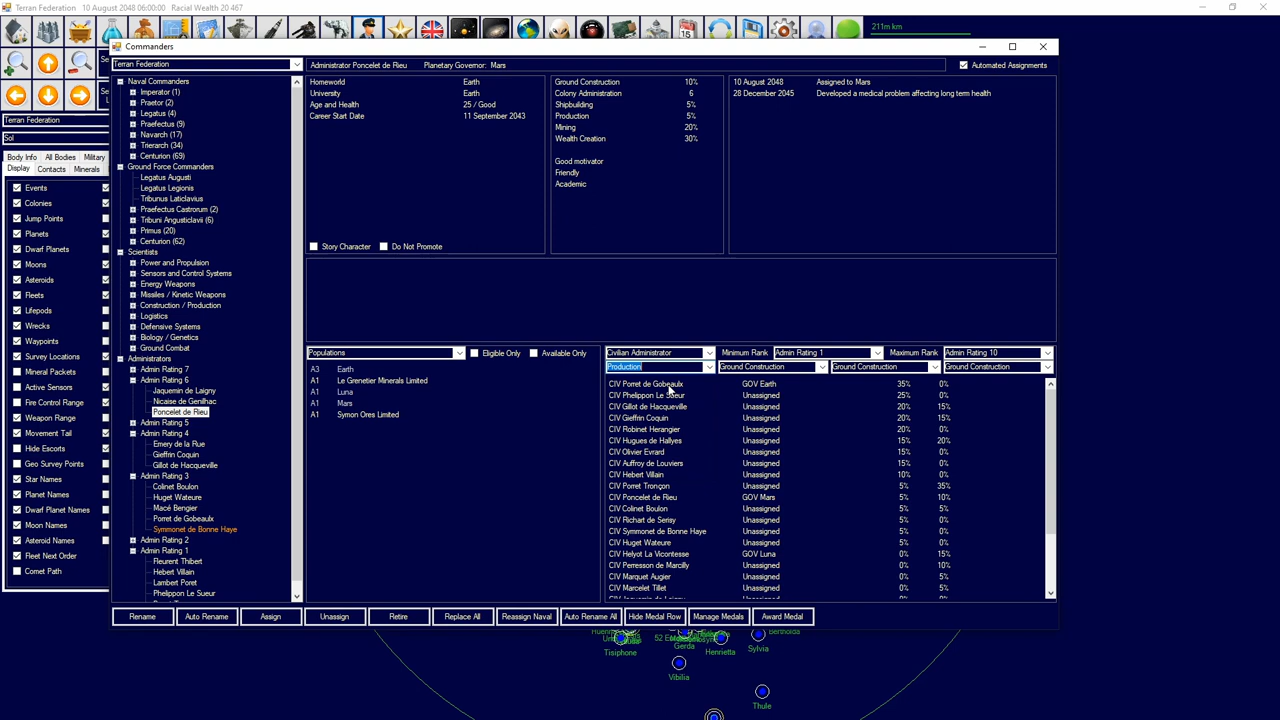 Terran Federation 10 August 2048 06:00:00 Racial Wealth 20 467
211m km
Commanders
Terran Federation
Administrator Poncelet de Rieu Planetary Governor: Mars
Automated Assignments
Terran Federation
Sol
Body Info All Bodies Military
Display Contacts Minerals
Events
Colonies
Jump Points
Planets
Dwarf Planets
Moons
Asteroids
Fleets
Lifepods
Wrecks
Waypoints
Survey Locations
Mineral Packets
Active Sensors
Fire Control Range
Weapon Range
Movement Tail
Hide Escorts
Geo Survey Points
Star Names
Planet Names
Dwarf Planet Names
Moon Names
Asteroid Names
Fleet Next Order
Comet Path
Naval Commanders
Imperator (1)
Praetor (2)
Legatus (4)
Praefectus (9)
Navarch (17)
Trierarch (34)
Centurion (69)
Ground Force Commanders
Legatus Augusti
Legatus Legionis
Tribunus Laticlavius
Praefectus Castrorum (2)
Tribuni Angusticlavii (6)
Primus (20)
Centurion (62)
Scientists
Power and Propulsion
Sensors and Control Systems
Energy Weapons
Missiles / Kinetic Weapons
Construction / Production
Logistics
Defensive Systems
Biology / Genetics
Ground Combat
Administrators
Admin Rating 7
Admin Rating 6
Jaquemin de Laigny
Nicaise de Genilhac
Poncelet de Rieu
Admin Rating 5
Admin Rating 4
Emery de la Rue
Gieffrin Coquin
Gillot de Hacqueville
Admin Rating 3
Colinet Boulon
Huget Wateure
Macé Bengier
Porret de Gobeaulx
Symmonet de Bonne Haye
Admin Rating 2
Admin Rating 1
Fleurent Thibert
Hebert Villain
Lambert Poret
Phelippon Le Sueur
Homeworld Earth
University Earth
Age and Health 25 / Good
Career Start Date 11 September 2043
Story Character Do Not Promote
Ground Construction 10%
Colony Administration 6
Shipbuilding 5%
Production 5%
Mining 20%
Wealth Creation 30%
Good motivator
Friendly
Academic
10 August 2048 Assigned to Mars
28 December 2045 Developed a medical problem affecting long term health
Populations Eligible Only Available Only
A3 Earth
A1 Le Grenetier Minerals Limited
A1 Luna
A1 Mars
A1 Symon Ores Limited
Civilian Administrator Minimum Rank Admin Rating 1 Maximum Rank Admin Rating 10
Production Ground Construction Ground Construction Ground Construction
CIV Porret de Gobeaulx GOV Earth 35% 0%
CIV Phelippon Le Sueur Unassigned 25% 0%
CIV Gillot de Hacqueville Unassigned 20% 15%
CIV Gieffrin Coquin Unassigned 20% 15%
CIV Robinet Herangier Unassigned 20% 0%
CIV Hugues de Hallyes Unassigned 15% 20%
CIV Olivier Evrard Unassigned 15% 0%
CIV Auffroy de Louviers Unassigned 15% 0%
CIV Hebert Villain Unassigned 10% 0%
CIV Porret Tronçon Unassigned 5% 35%
CIV Poncelet de Rieu GOV Mars 5% 10%
CIV Colinet Boulon Unassigned 5% 5%
CIV Richart de Serisy Unassigned 5% 0%
CIV Symmonet de Bonne Haye Unassigned 5% 0%
CIV Huget Wateure Unassigned 5% 0%
CIV Helyot La Vicontesse GOV Luna 0% 15%
CIV Perresson de Marcilly Unassigned 0% 10%
CIV Marquet Augier Unassigned 0% 5%
CIV Marcelet Tillet Unassigned 0% 5%
Rename Auto Rename Assign Unassign Retire Replace All Reassign Naval Auto Rename All Hide Medal Row Manage Medals Award Medal
Tisiphone
52
Gerda
Henrietta
Sylvia
Bertholda
Vibilia
Thule